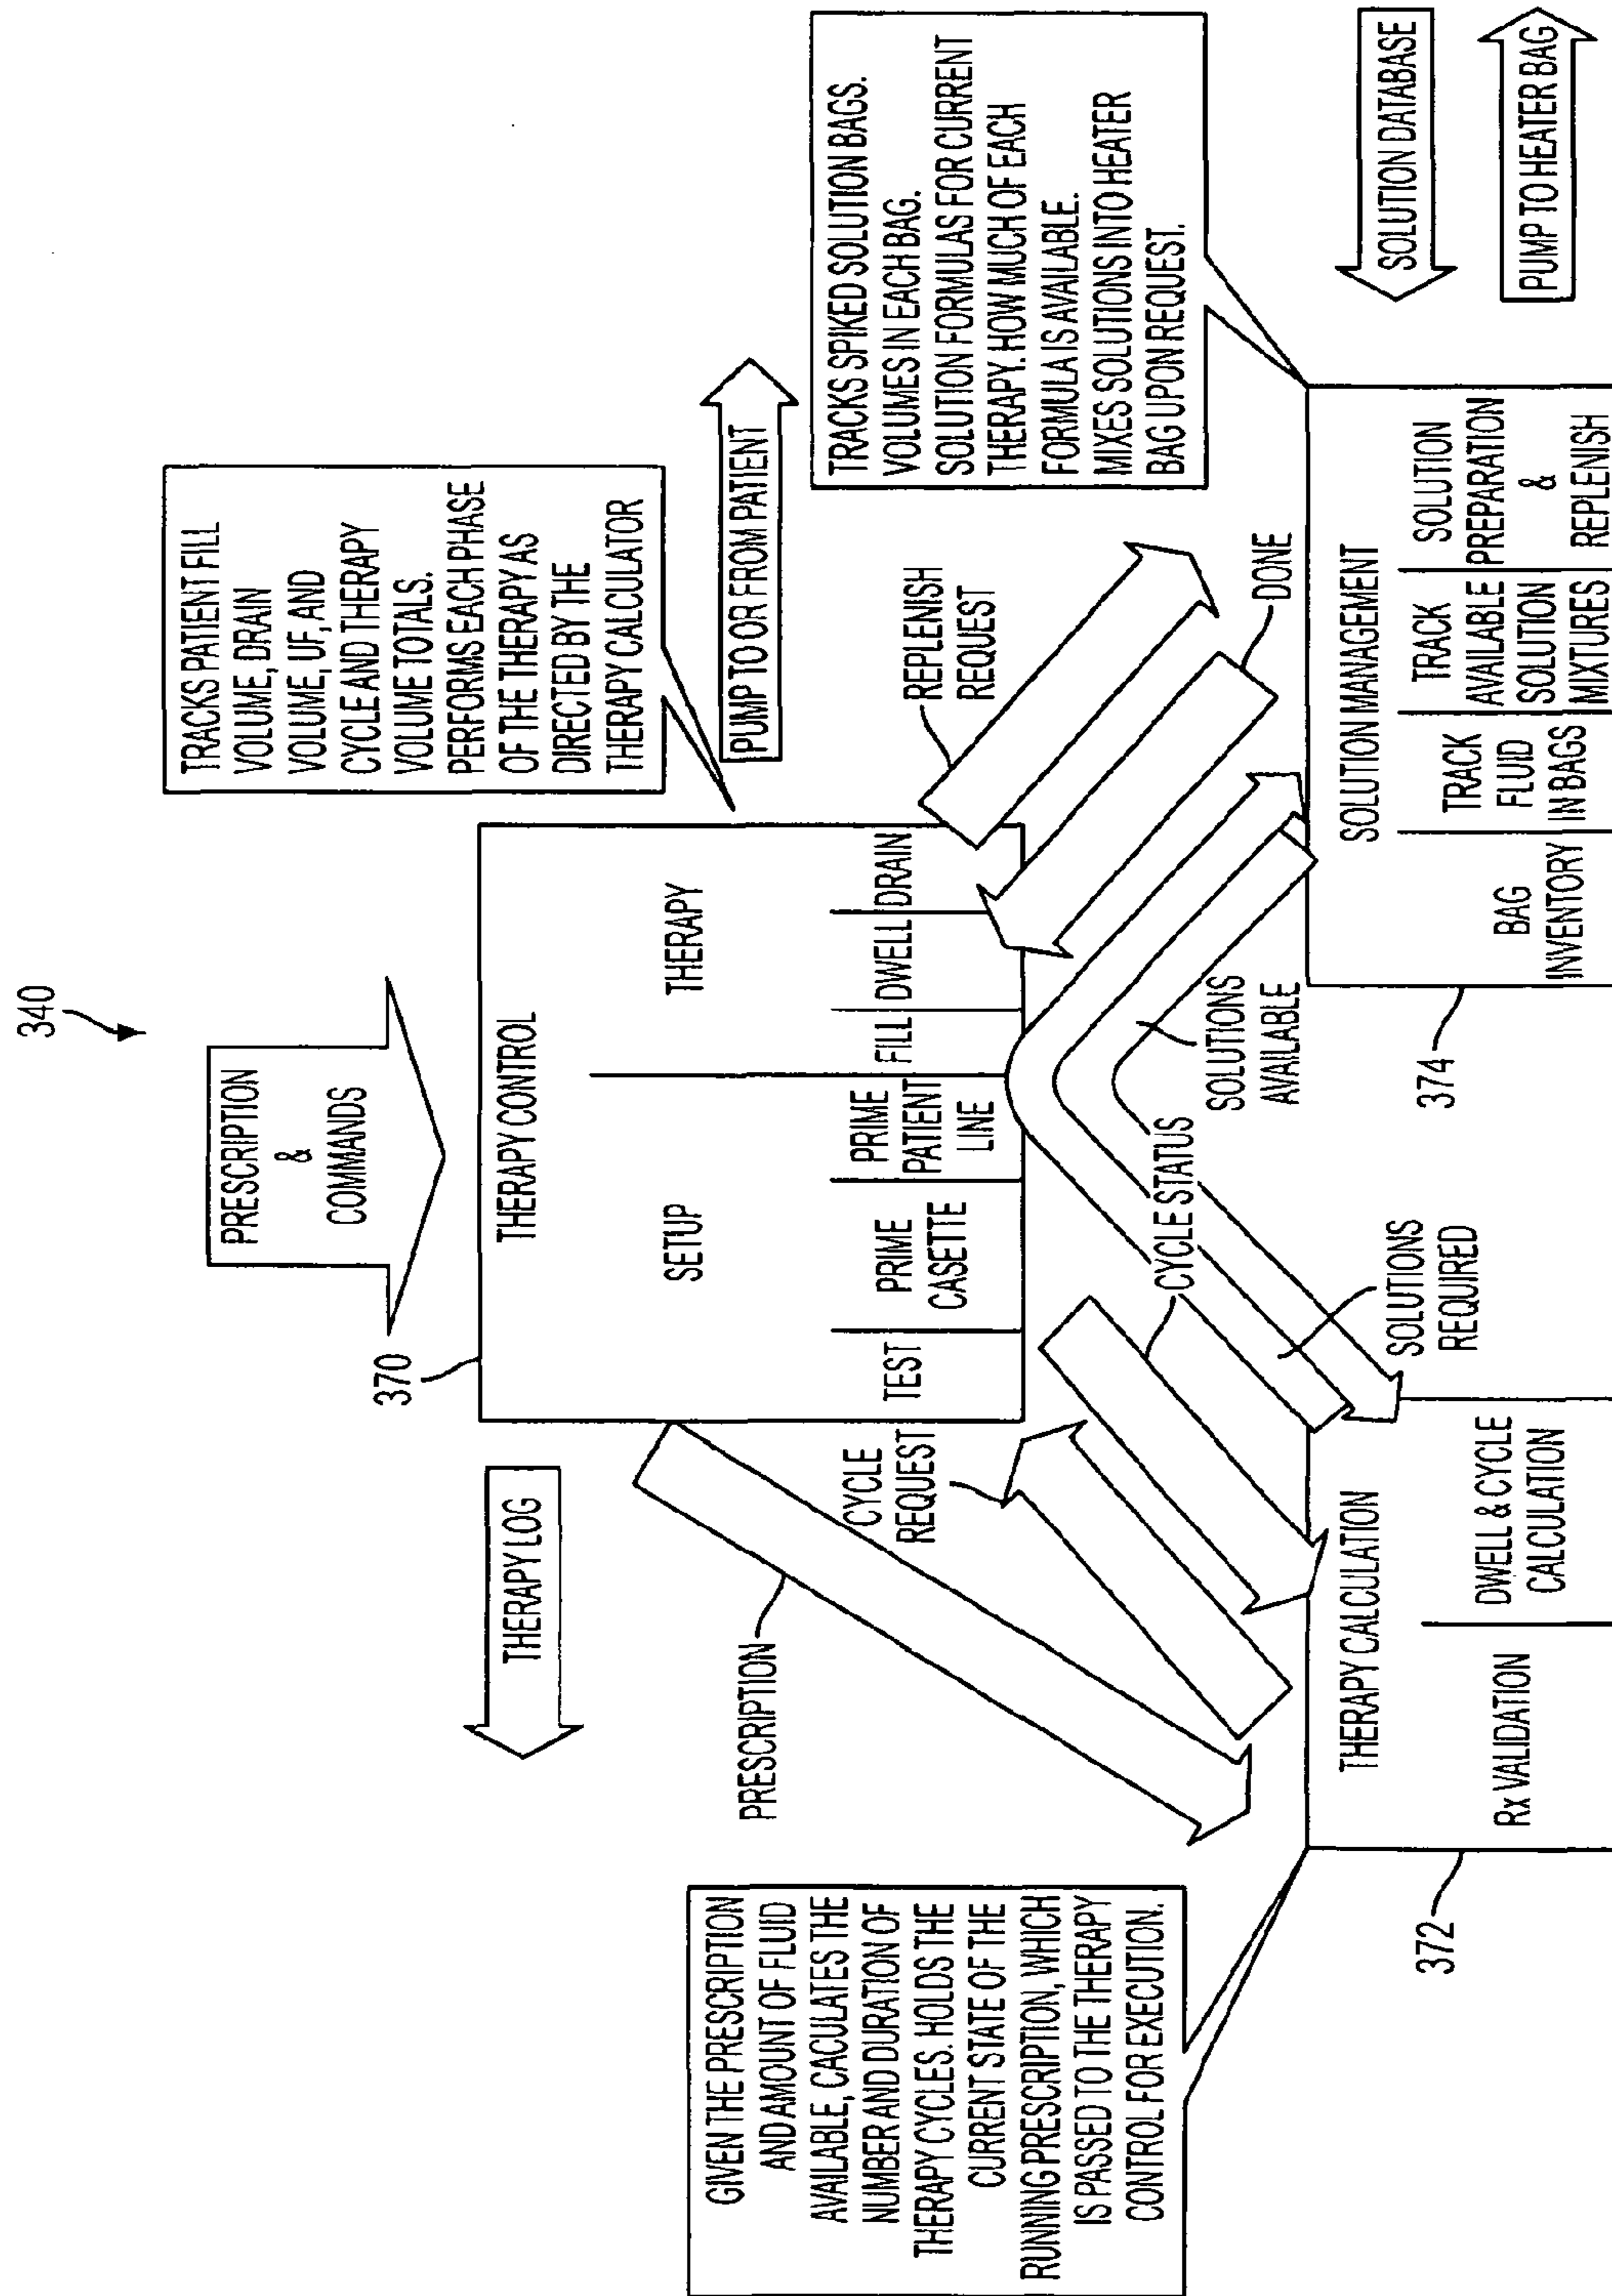 340
PRESCRIPTION
&
COMMANDS
370
THERAPY CONTROL
SETUP
THERAPY
TEST
PRIME
CASETTE
PRIME
PATIENT
LINE
FILL
DWELL
DRAIN
THERAPY LOG
TRACKS PATIENT FILL
VOLUME, DRAIN
VOLUME, UF, AND
CYCLE AND THERAPY
VOLUME TOTALS.
PERFORMS EACH PHASE
OF THE THERAPY AS
DIRECTED BY THE
THERAPY CALCULATOR
PUMP TO OR FROM PATIENT
PRESCRIPTION
CYCLE
REQUEST
CYCLE STATUS
SOLUTIONS
REQUIRED
SOLUTIONS
AVAILABLE
REPLENISH
REQUEST
DONE
GIVEN THE PRESCRIPTION
AND AMOUNT OF FLUID
AVAILABLE, CACULATES THE
NUMBER AND DURATION OF
THERAPY CYCLES. HOLDS THE
CURRENT STATE OF THE
RUNNING PRESCRIPTION, WHICH
IS PASSED TO THE THERAPY
CONTROL FOR EXECUTION.
TRACKS SPIKED SOLUTION BAGS.
VOLUMES IN EACH BAG.
SOLUTION FORMULAS FOR CURRENT
THERAPY. HOW MUCH OF EACH
FORMULA IS AVAILABLE.
MIXES SOLUTIONS INTO HEATER
BAG UPON REQUEST.
372
THERAPY CALCULATION
Rx VALIDATION
DWELL & CYCLE
CALCULATION
374
SOLUTION MANAGEMENT
BAG
INVENTORY
TRACK
FLUID
IN BAGS
TRACK
AVAILABLE
SOLUTION
MIXTURES
SOLUTION
PREPARATION
&
REPLENISH
SOLUTION DATABASE
PUMP TO HEATER BAG